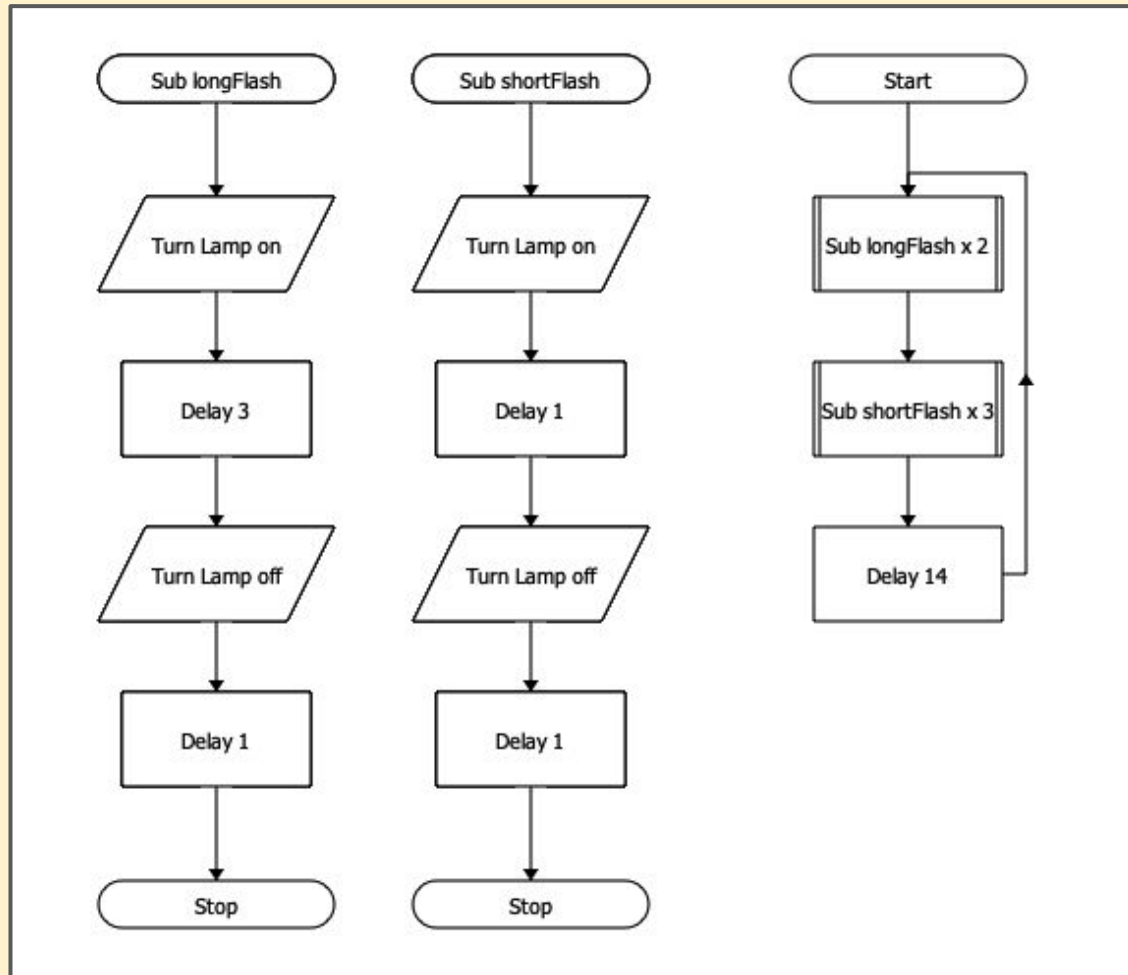 Sub longFlash
Turn Lamp on
Delay 3
Turn Lamp off
Delay 1
Stop
Sub shortFlash
Turn Lamp on
Delay 1
Turn Lamp off
Delay 1
Stop
Start
Sub longFlash x 2
Sub shortFlash x 3
Delay 14